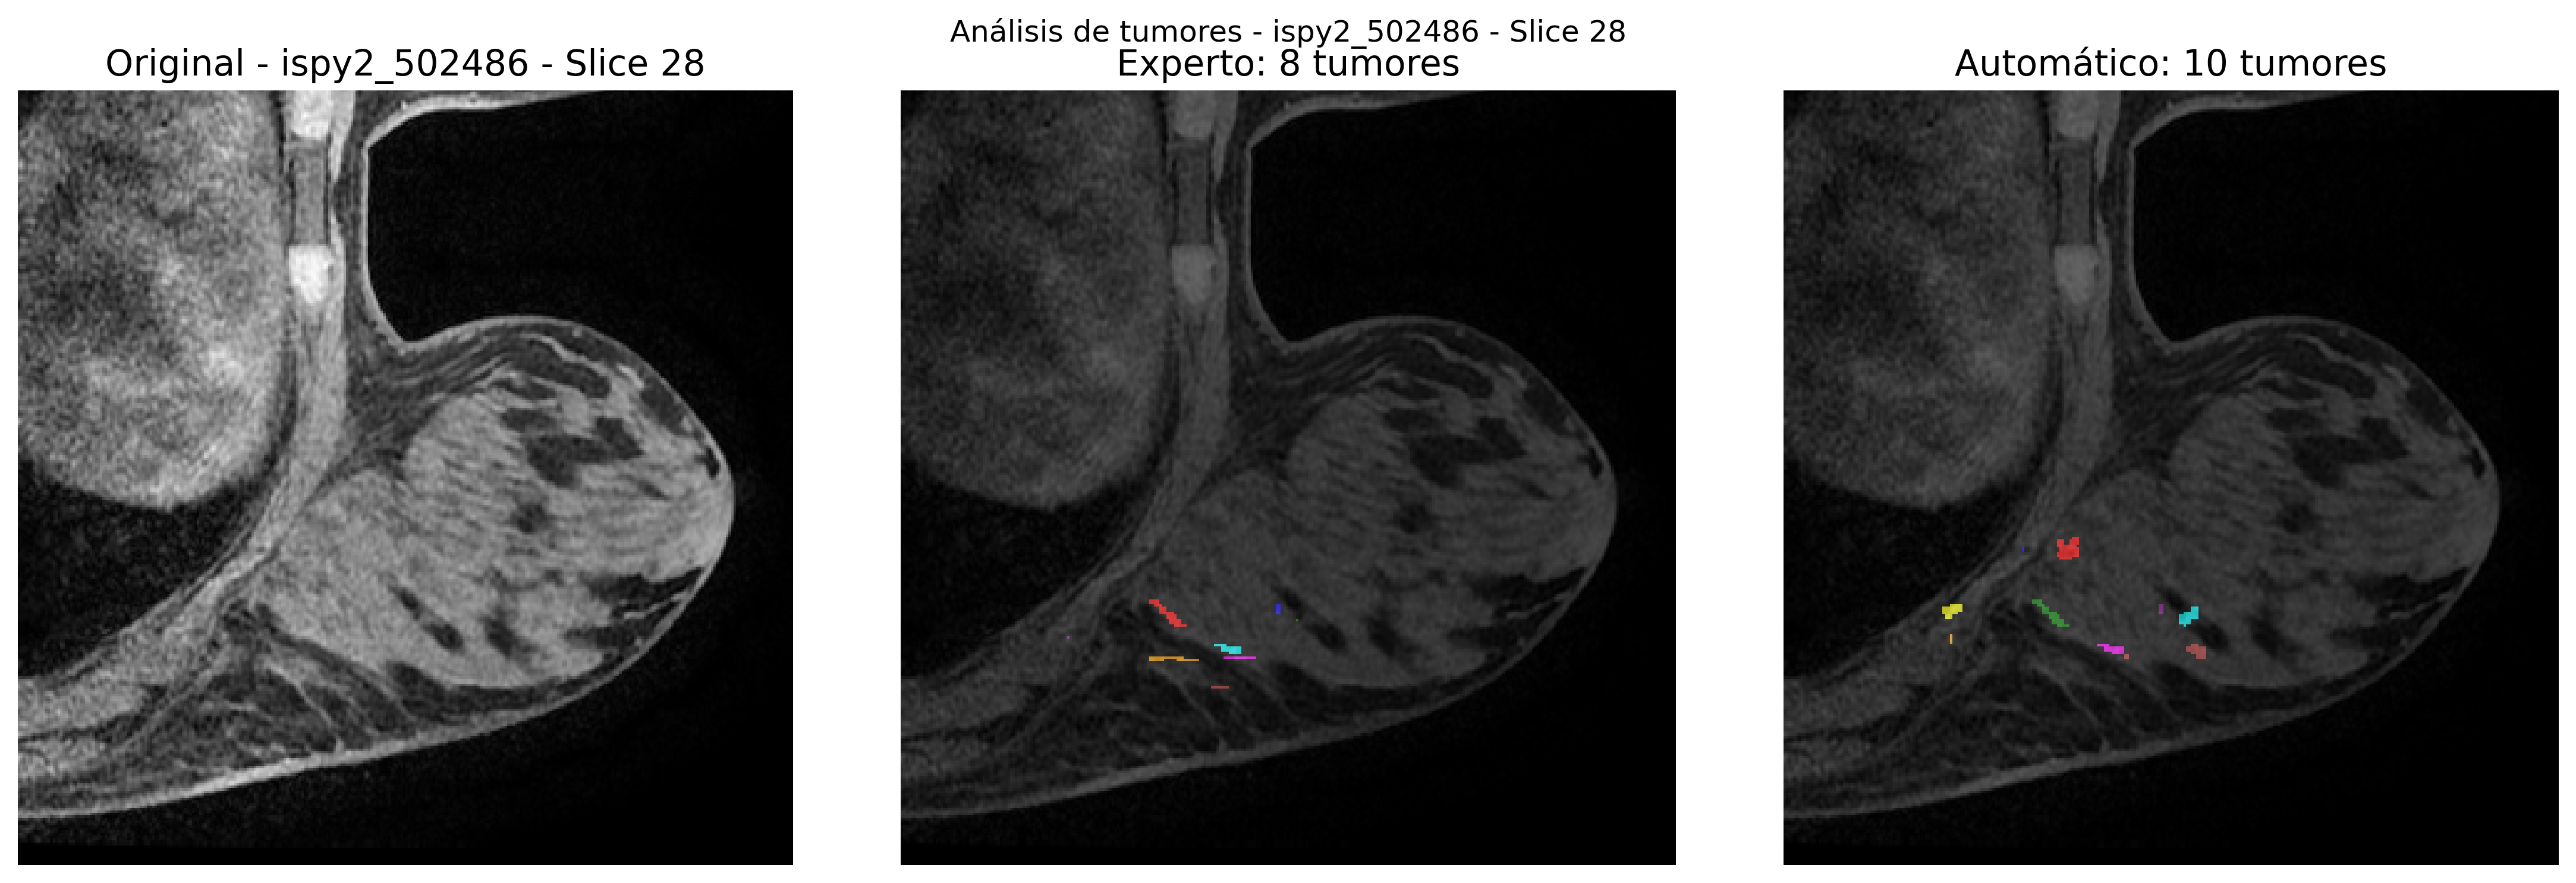 Análisis de tumores - ispy2_502486 - Slice 28
Original - ispy2_502486 - Slice 28
Experto: 8 tumores
Automático: 10 tumores